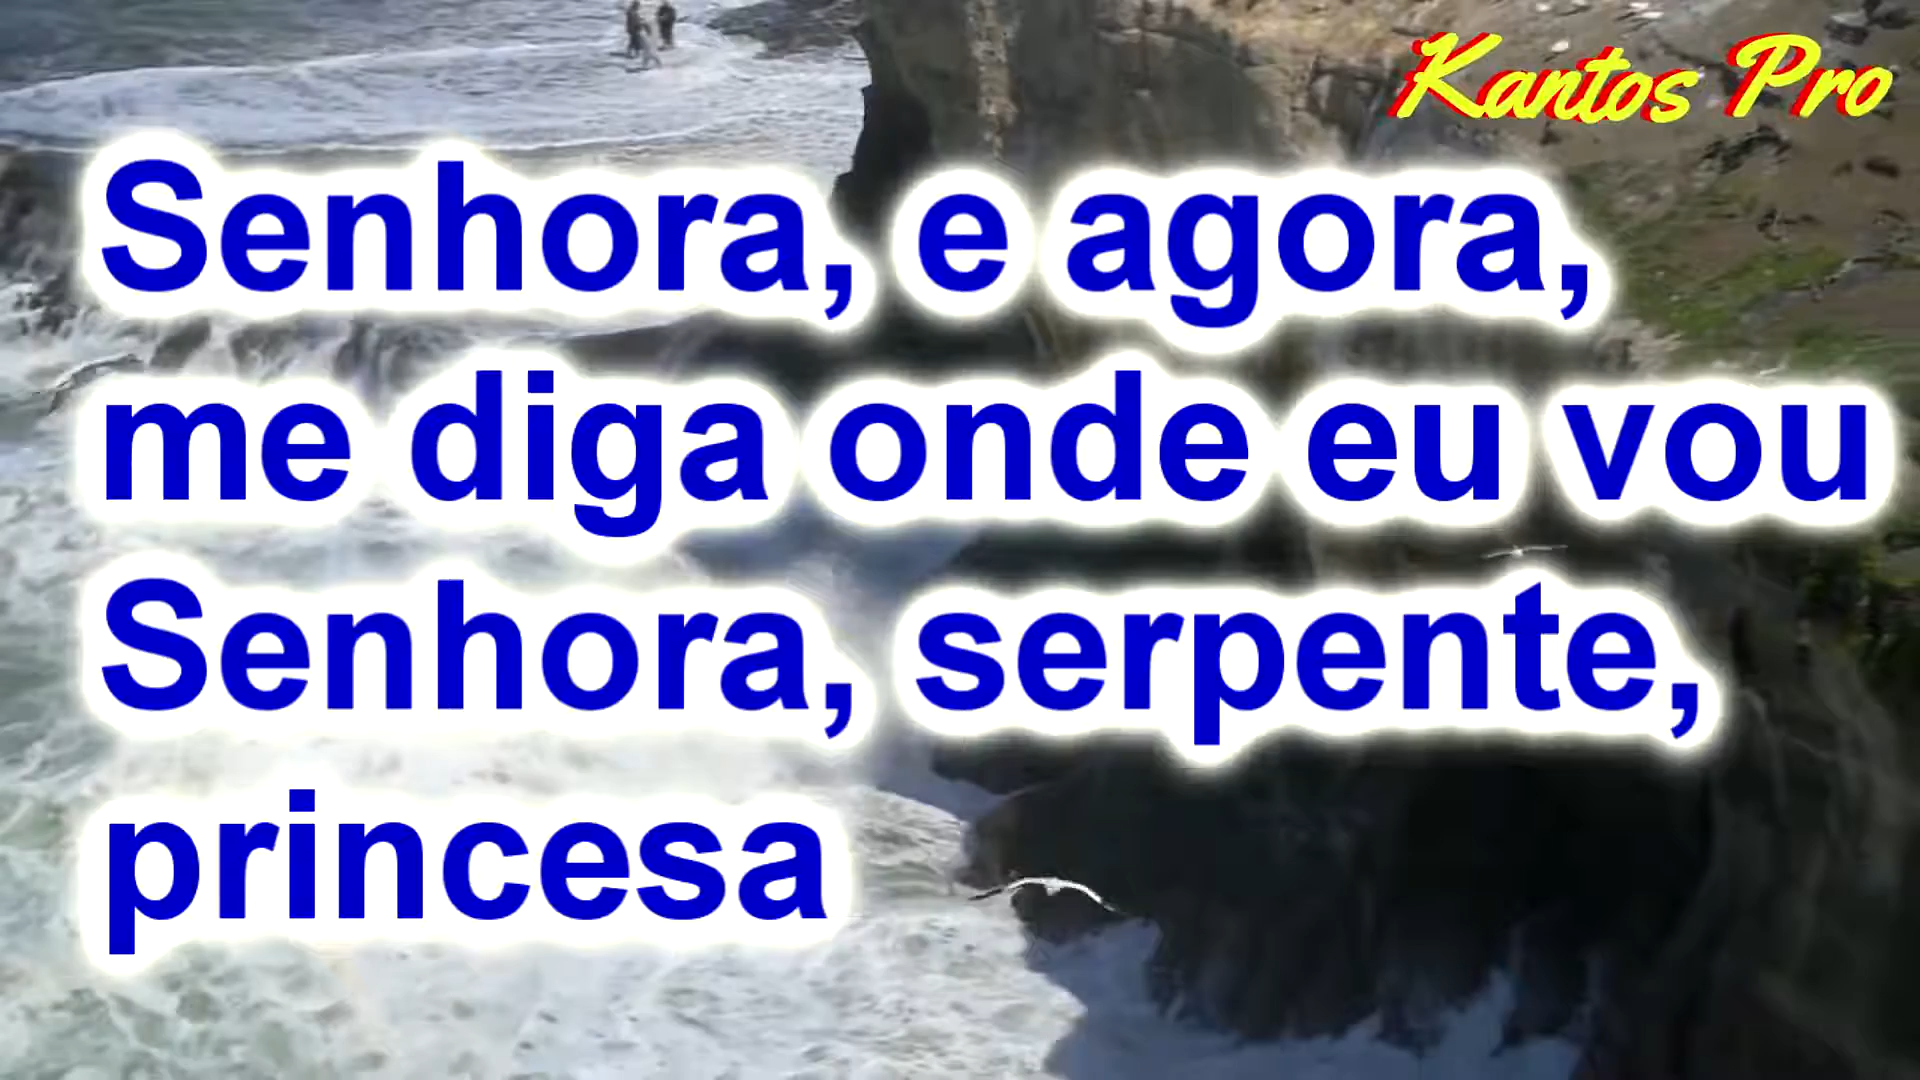 Kantos Pro
Senhora, e agora,
me diga onde eu vou
Senhora, serpente,
princesa